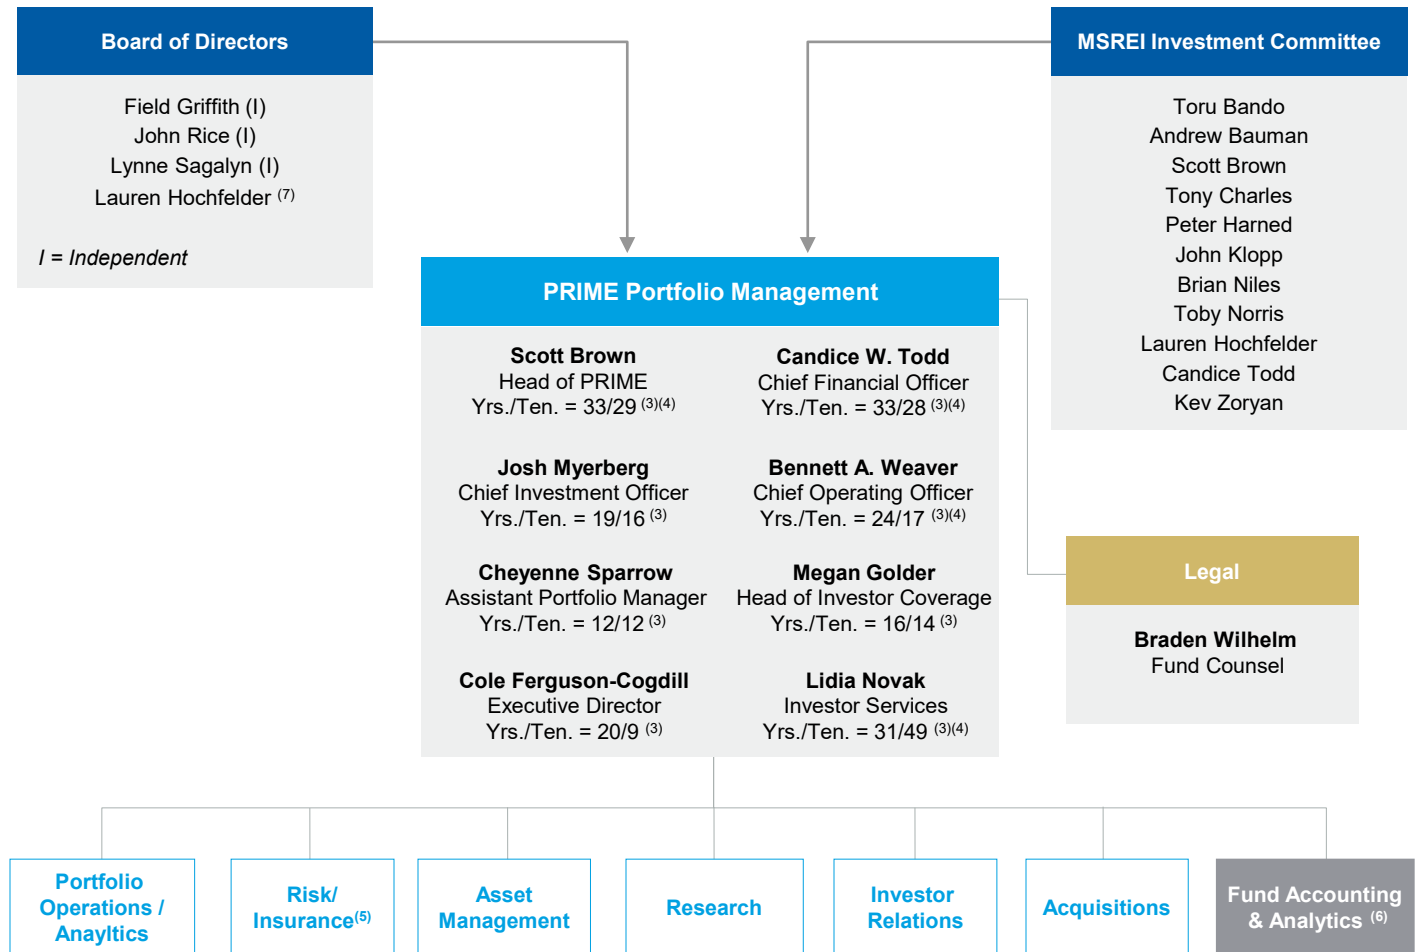 Board of Directors
Field Griffith (I)
John Rice (I)
Lynne Sagalyn (I)
Lauren Hochfelder (7)
I = Independent
MSREI Investment Committee
Toru Bando
Andrew Bauman
Scott Brown
Tony Charles
Peter Harned
John Klopp
Brian Niles
Toby Norris
Lauren Hochfelder
Candice Todd
Kev Zoryan
PRIME Portfolio Management
Scott Brown
Head of PRIME
Yrs./Ten. = 33/29 (3)(4)
Candice W. Todd
Chief Financial Officer
Yrs./Ten. = 33/28 (3)(4)
Josh Myerberg
Chief Investment Officer
Yrs./Ten. = 19/16 (3)
Bennett A. Weaver
Chief Operating Officer
Yrs./Ten. = 24/17 (3)(4)
Cheyenne Sparrow
Assistant Portfolio Manager
Yrs./Ten. = 12/12 (3)
Megan Golder
Head of Investor Coverage
Yrs./Ten. = 16/14 (3)
Cole Ferguson-Cogdill
Executive Director
Yrs./Ten. = 20/9 (3)
Lidia Novak
Investor Services
Yrs./Ten. = 31/49 (3)(4)
Legal
Braden Wilhelm
Fund Counsel
Portfolio
Operations /
Anayltics
Risk/
Insurance(5)
Asset
Management
Research
Investor
Relations
Acquisitions
Fund Accounting
& Analytics (6)